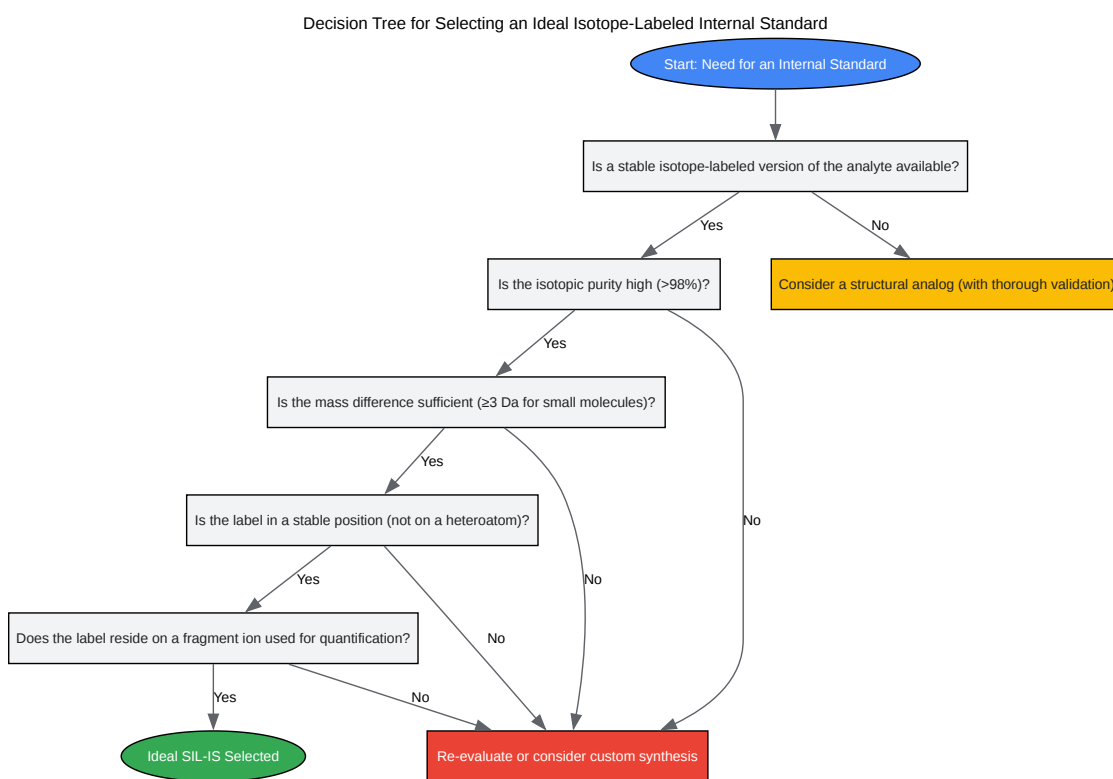 Decision Tree for Selecting an Ideal Isotope-Labeled Internal Standard
Start: Need for an Internal Standard
Is a stable isotope-labeled version of the analyte available?
Yes
No
Is the isotopic purity high (>98%)?
Consider a structural analog (with thorough validation)
Yes
Is the mass difference sufficient (≥3 Da for small molecules)?
Yes
Is the label in a stable position (not on a heteroatom)?
No
Yes
No
Does the label reside on a fragment ion used for quantification?
No
Yes
No
Ideal SIL-IS Selected
Re-evaluate or consider custom synthesis